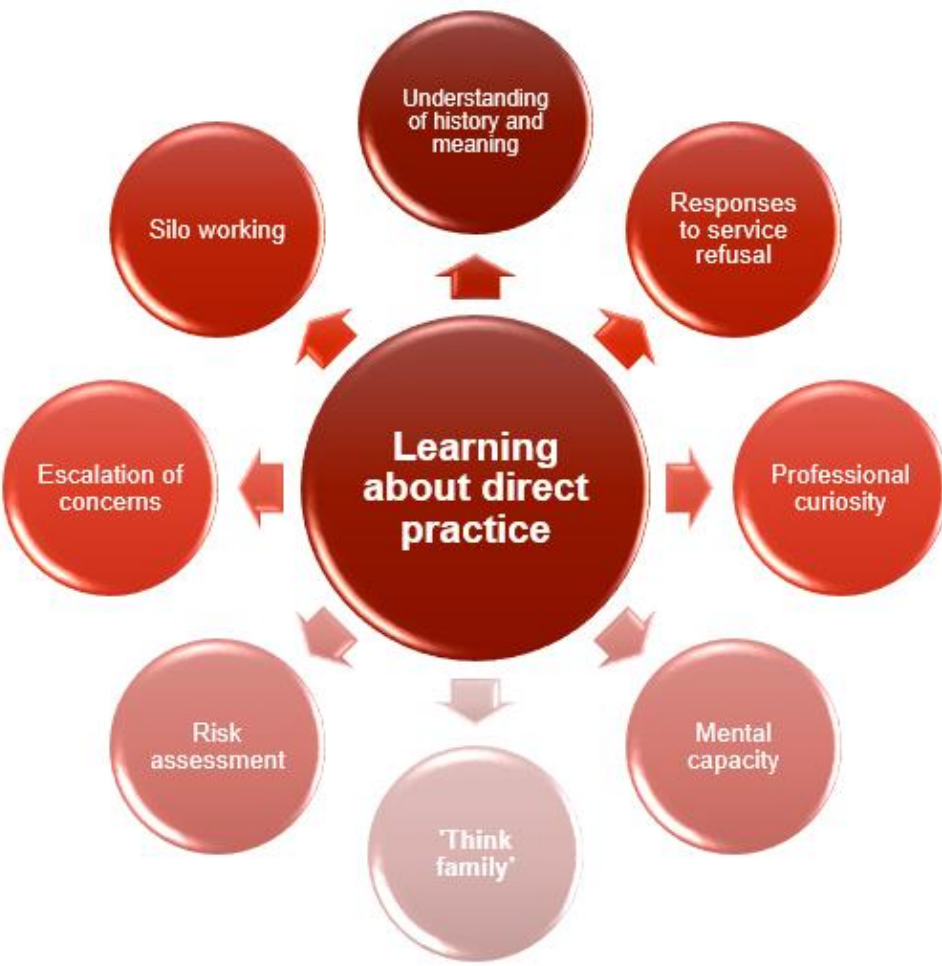 Understanding
of history and
meaning
Responses
to service
refusal
Professional
curiosity
Mental
capacity
'Think
family'
Risk
assessment
Escalation of
concerns
Silo working
Learning
about direct
practice